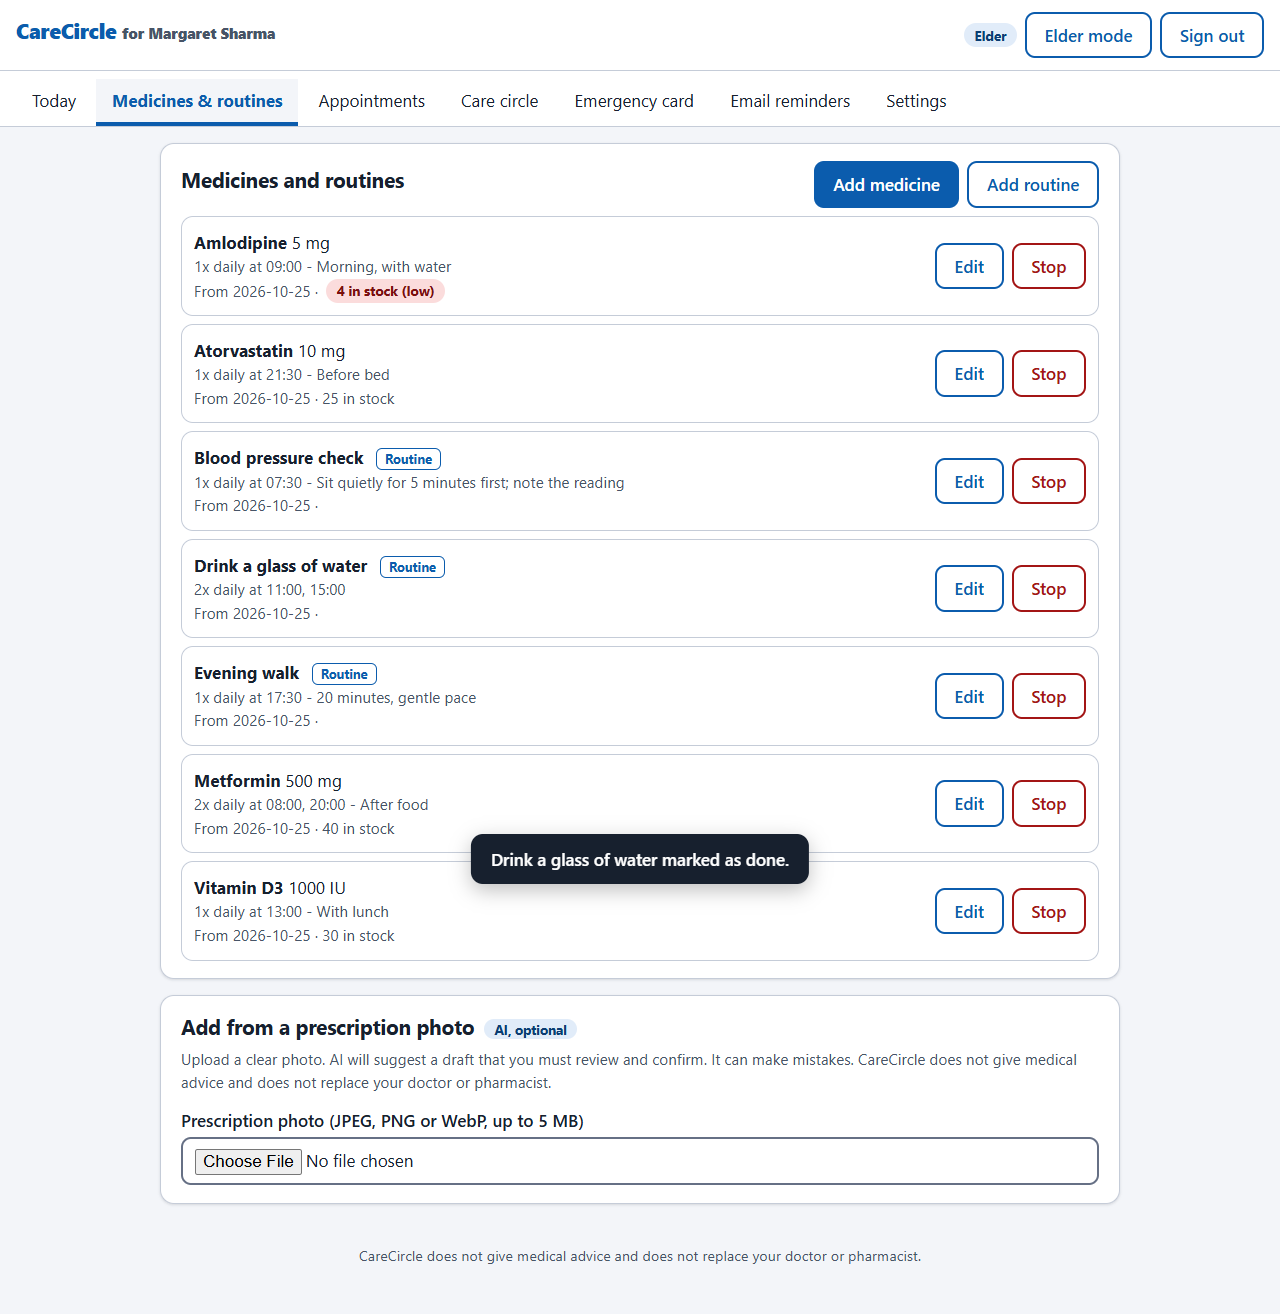 CareCircle for Margaret Sharma
Elder
Elder mode
Sign out
Today
Medicines & routines
Appointments
Care circle
Emergency card
Email reminders
Settings
Medicines and routines
Add medicine
Add routine
Amlodipine 5 mg
1x daily at 09:00 - Morning, with water
From 2026-10-25 · 4 in stock (low)
Edit
Stop
Atorvastatin 10 mg
1x daily at 21:30 - Before bed
From 2026-10-25 · 25 in stock
Edit
Stop
Blood pressure check Routine
1x daily at 07:30 - Sit quietly for 5 minutes first; note the reading
From 2026-10-25 ·
Edit
Stop
Drink a glass of water Routine
2x daily at 11:00, 15:00
From 2026-10-25 ·
Edit
Stop
Evening walk Routine
1x daily at 17:30 - 20 minutes, gentle pace
From 2026-10-25 ·
Edit
Stop
Metformin 500 mg
2x daily at 08:00, 20:00 - After food
From 2026-10-25 · 40 in stock
Edit
Stop
Drink a glass of water marked as done.
Vitamin D3 1000 IU
1x daily at 13:00 - With lunch
From 2026-10-25 · 30 in stock
Edit
Stop
Add from a prescription photo AI, optional
Upload a clear photo. AI will suggest a draft that you must review and confirm. It can make mistakes. CareCircle does not give medical
advice and does not replace your doctor or pharmacist.
Prescription photo (JPEG, PNG or WebP, up to 5 MB)
Choose File No file chosen
CareCircle does not give medical advice and does not replace your doctor or pharmacist.